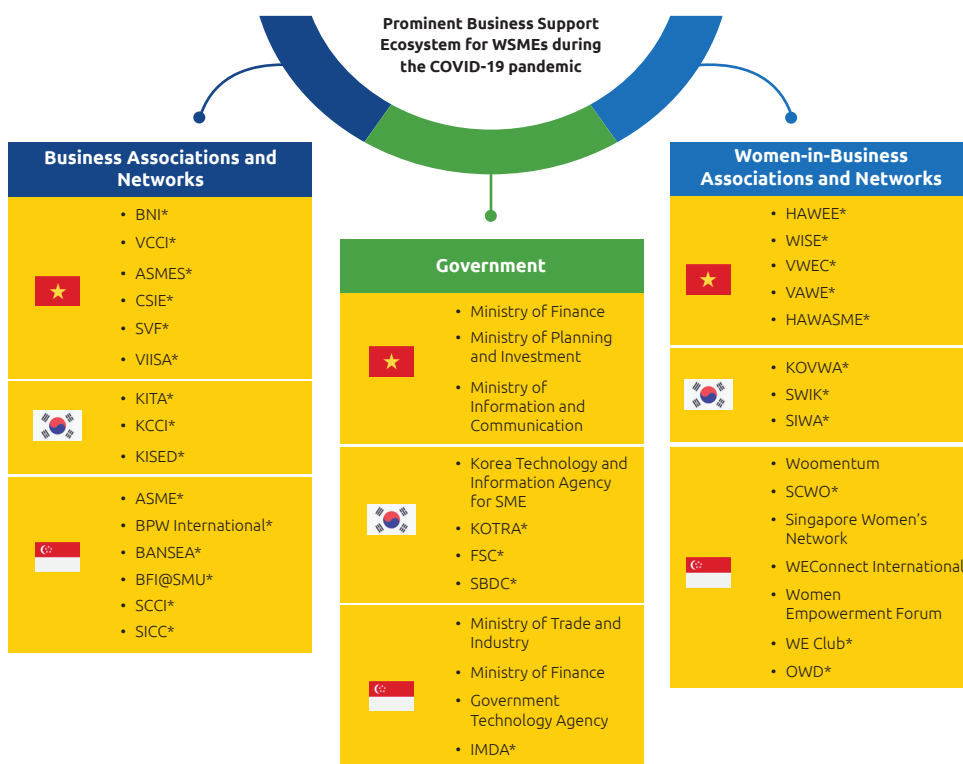 Prominent Business Support
Ecosystem for WSMEs during
the COVID-19 pandemic
Business Associations and
Networks
• BNI*
• VCCI*
• ASMES*
• CSIE*
• SVF*
• VIISA*
• KITA*
• KCCI*
• KISED*
• ASME*
• BPW International*
• BANSEA*
• BFI@SMU*
• SCCI*
• SICC*
Government
• Ministry of Finance
• Ministry of Planning
and Investment
• Ministry of
Information and
Communication
• Korea Technology and
Information Agency
for SME
• KOTRA*
• FSC*
• SBDC*
• Ministry of Trade and
Industry
• Ministry of Finance
• Government
Technology Agency
• IMDA*
Women-in-Business
Associations and Networks
• HAWEE*
• WISE*
• VWEC*
• VAWE*
• HAWASME*
• KOVWA*
• SWIK*
• SIWA*
• Woomentum
• SCWO*
• Singapore Women's
Network
• WEConnect International
• Women
Empowerment Forum
• WE Club*
• OWD*